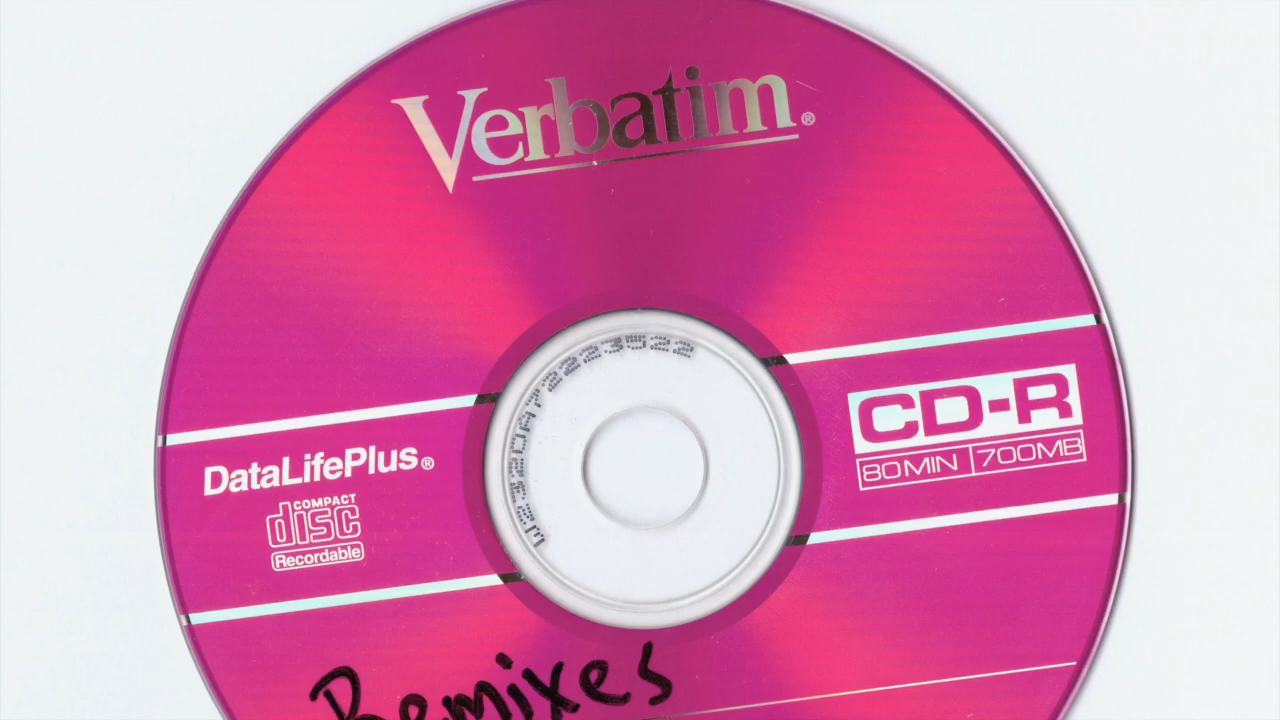 Verbatim®
CD-R
80MIN 700MB
DataLifePlus®
COMPACT
disc
Recordable
Remixes